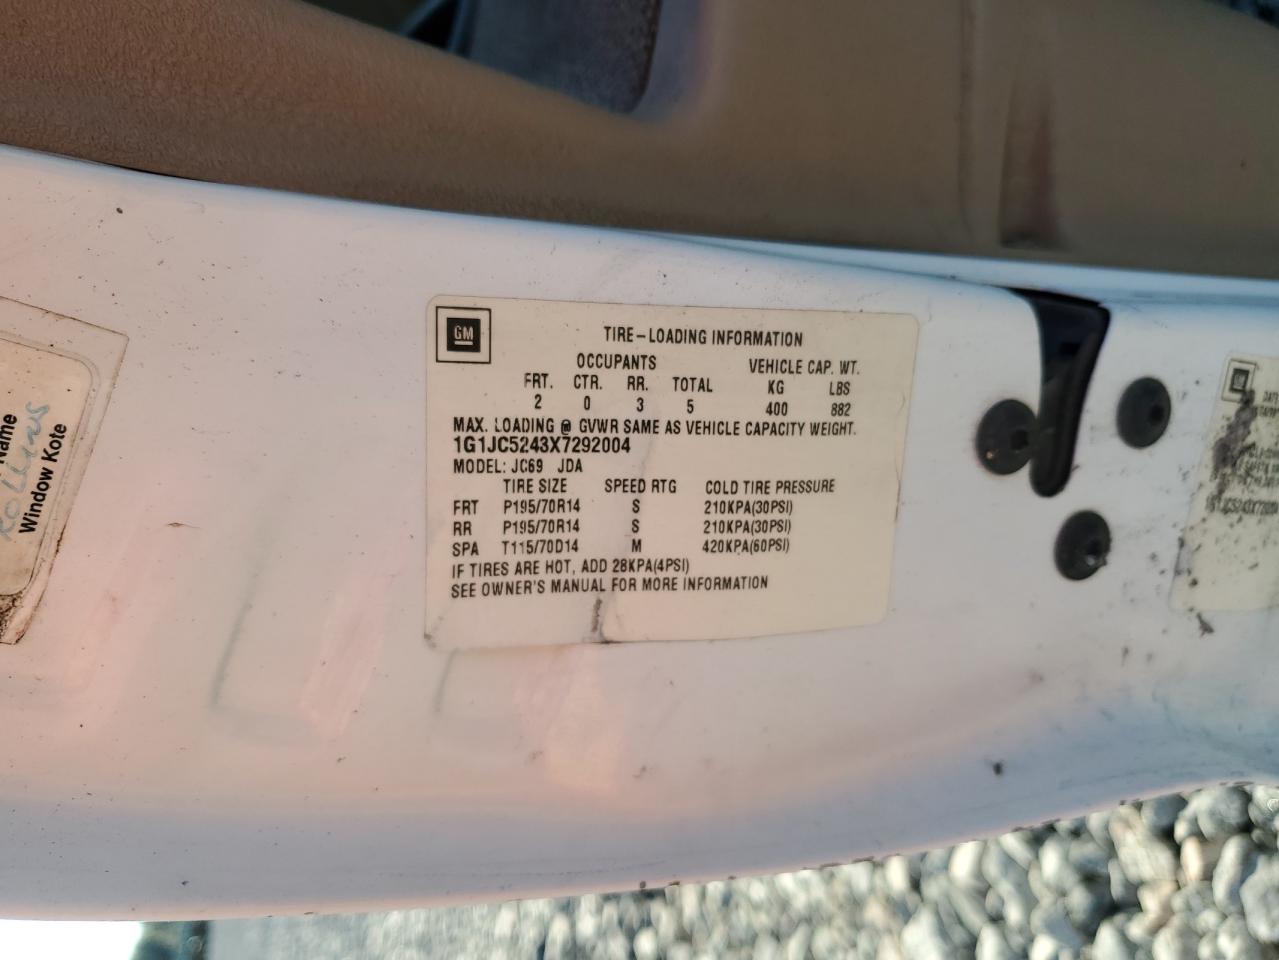 GM
TIRE-LOADING INFORMATION
OCCUPANTS VEHICLE CAP. WT.
FRT. CTR. RR. TOTAL KG LBS
2 0 3 5 400 882
MAX. LOADING @ GVWR SAME AS VEHICLE CAPACITY WEIGHT.
1G1JC5243X7292004
MODEL: JC69 JDA
TIRE SIZE SPEED RTG COLD TIRE PRESSURE
FRT P195/70R14 S 210KPA(30PSI)
RR P195/70R14 S 210KPA(30PSI)
SPA T115/70D14 M 420KPA(60PSI)
IF TIRES ARE HOT, ADD 28KPA(4PSI)
SEE OWNER'S MANUAL FOR MORE INFORMATION
Name
ROLLINS
Window Kote
GM
DATE